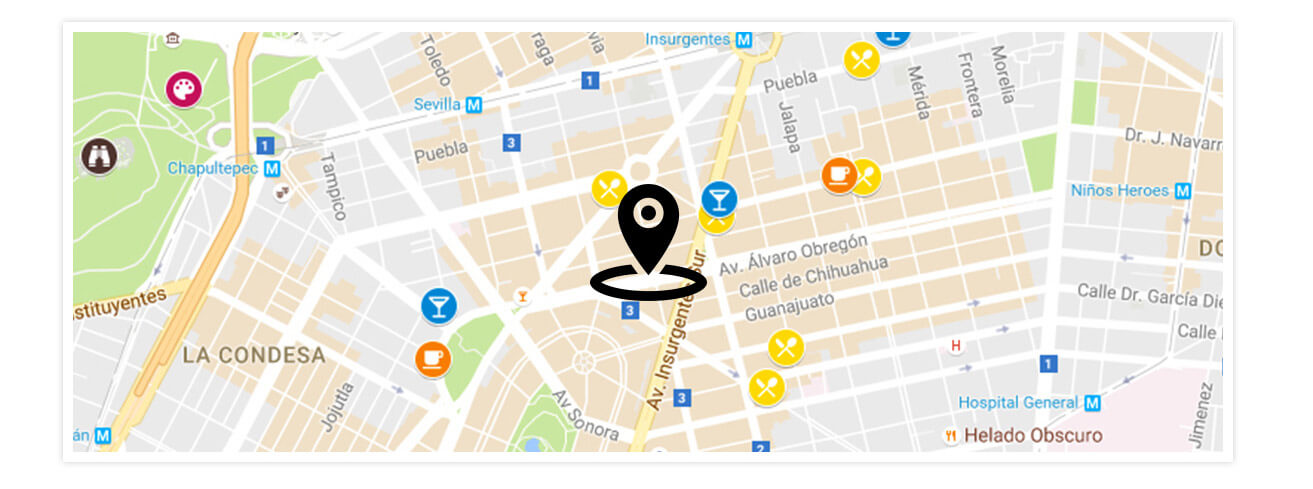 Insurgentes M
Toledo
raga
via
1
Puebla
Morelia
Frontera
Mérida
Jalapa
Sevilla M
3
Puebla
1
Chapultepec M
Tampico
Dr. J. Navarr
Niños Heroes M
Av. Álvaro Obregón
Calle de Chihuahua
Guanajuato
DO
stituyentes
Calle Dr. García Die
Calle
3
Av. Insurgentes Sur
LA CONDESA
H
1
Jojutla
Av Sonora
3
Hospital General M
Jimenez
án M
2
Helado Obscuro